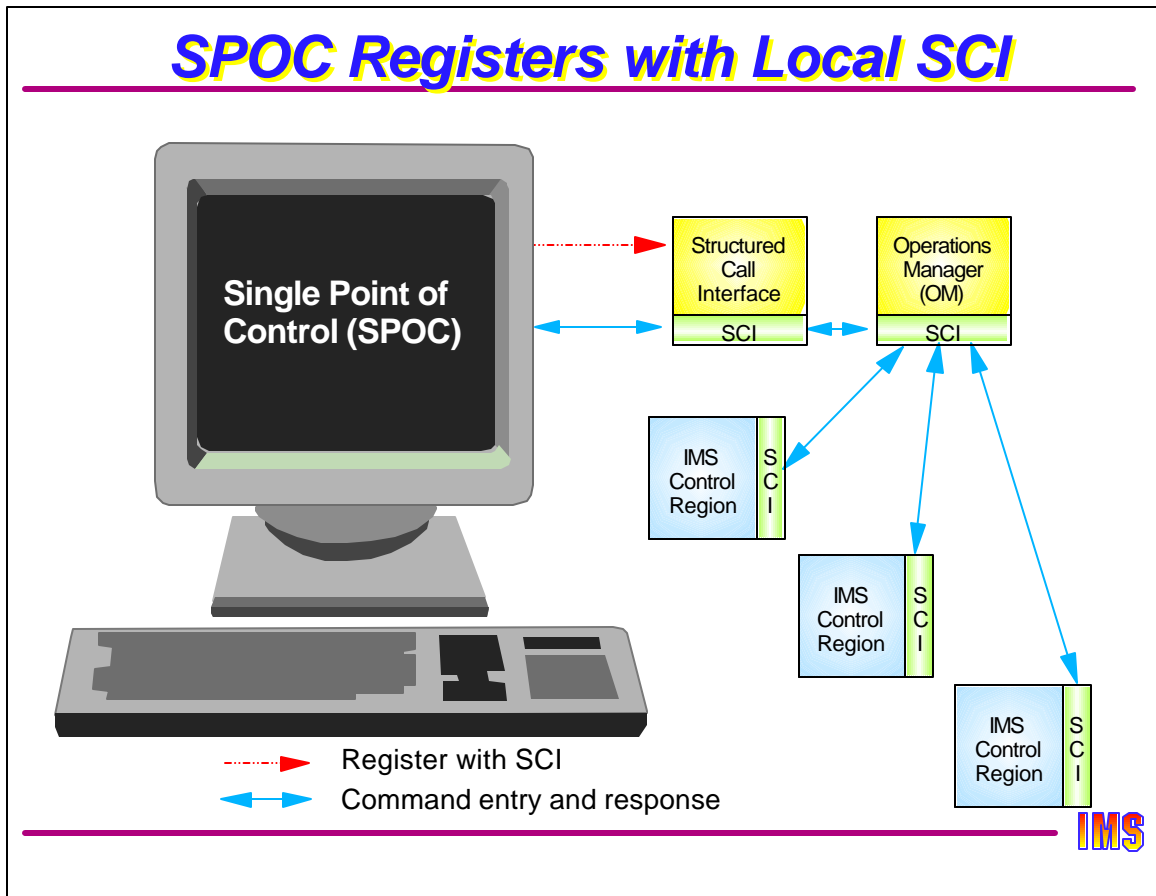 SPOC Registers with Local SCI
Single Point of
Control (SPOC)
Structured
Call
Interface
SCI
Operations
Manager
(OM)
SCI
IMS
Control
Region
S
C
I
IMS
Control
Region
S
C
I
IMS
Control
Region
S
C
I
Register with SCI
Command entry and response
IMS